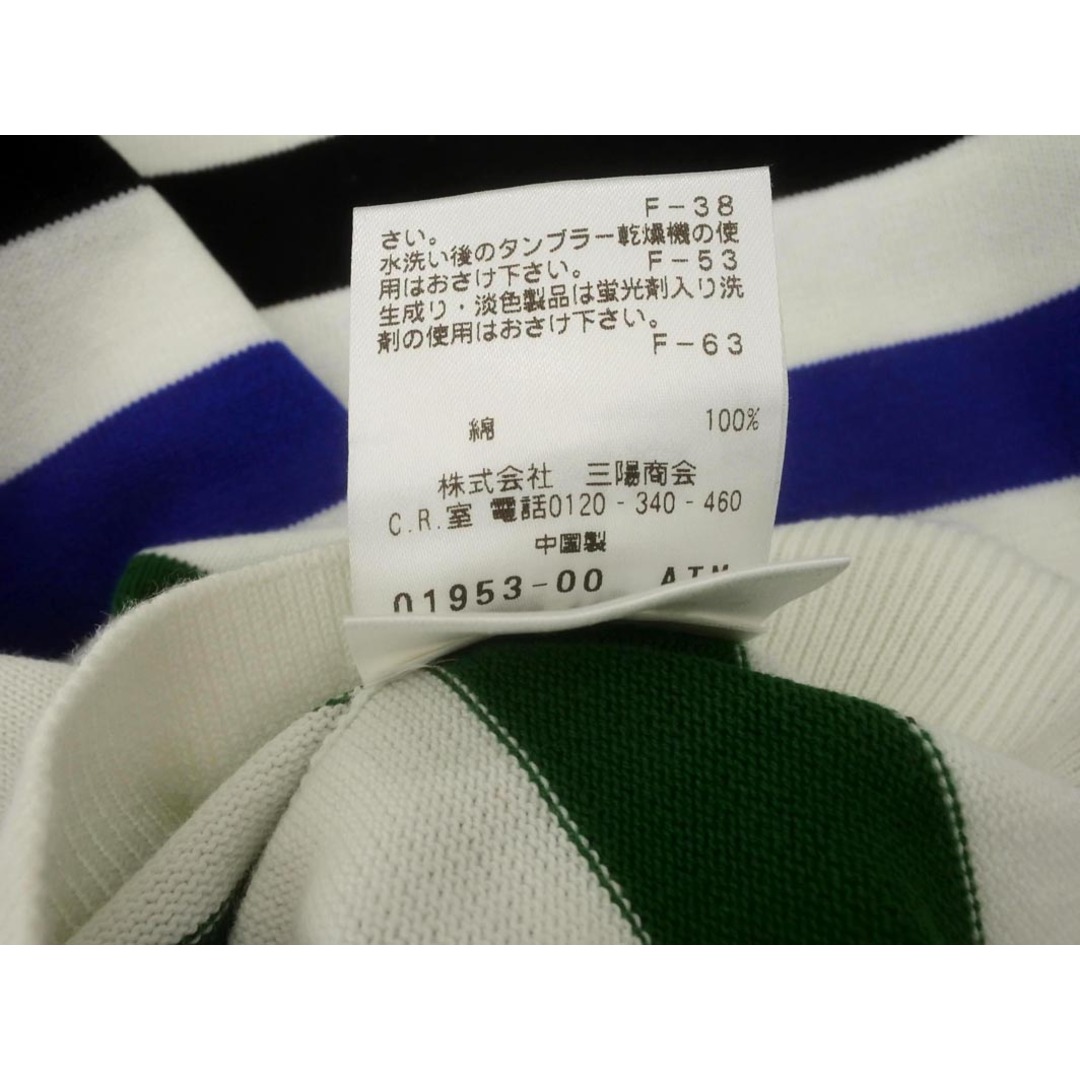 F-38
さい。
水洗い後のタンブラー乾燥機の使
用はおさけ下さい。 F-53
生成り・淡色製品は蛍光剤入り洗
剤の使用はおさけ下さい。
F-63
綿 100%
株式会社 三陽商会
C.R.室 電話0120-340-460
中国製
01953-00